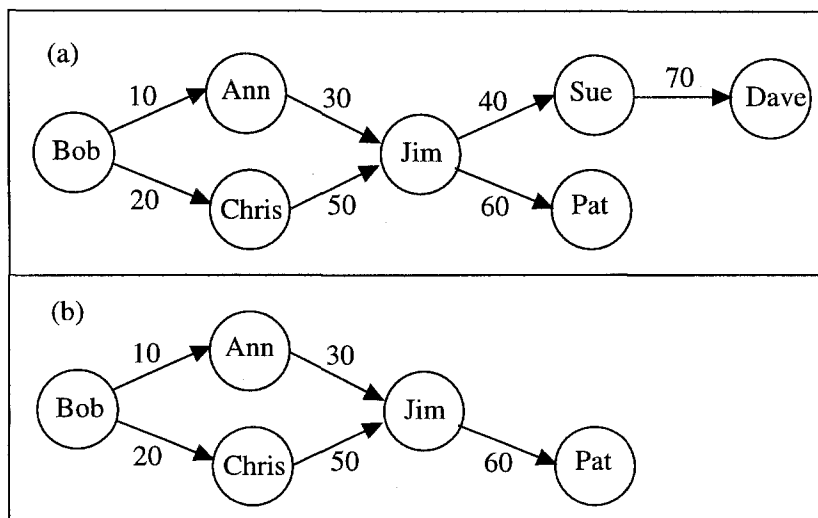 (a)
10 Ann 30 40 Sue 70 Dave
Bob Jim
20 Chris 50 60 Pat
(b)
10 Ann 30
Bob Jim
20 Chris 50 60 Pat